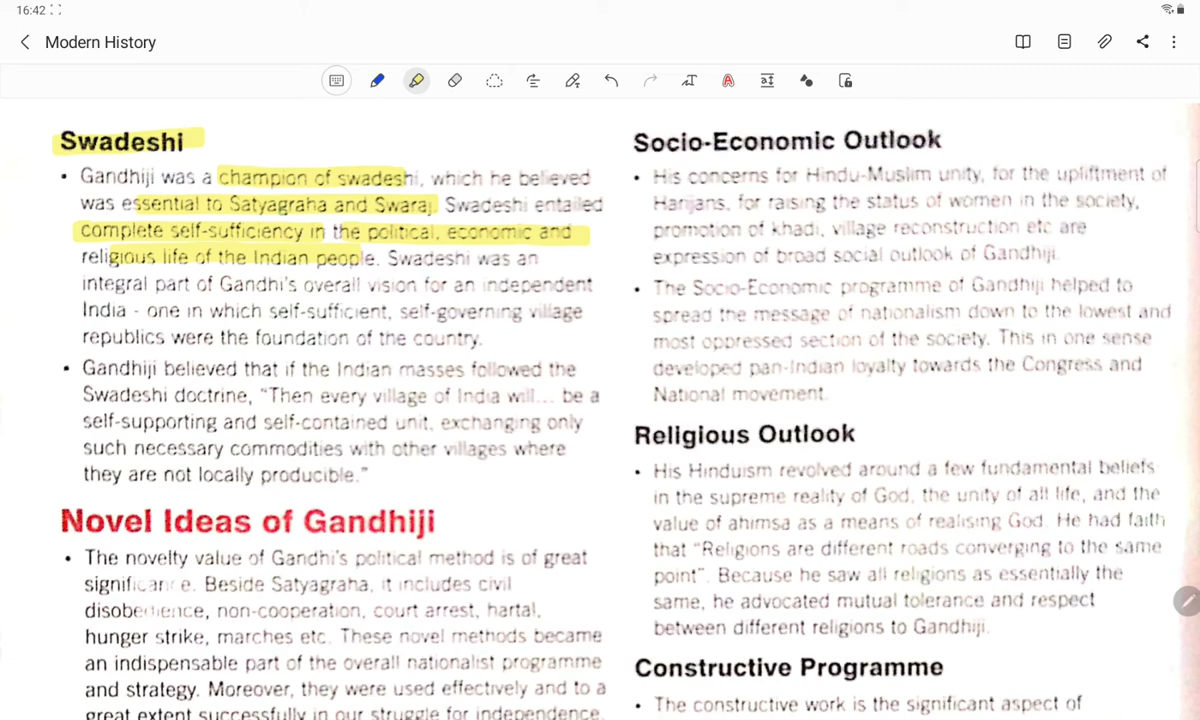 16:42
Modern History
Swadeshi
• Gandhiji was a champion of swadeshi, which he believed
was essential to Satyagraha and Swaraj. Swadeshi entailed
complete self-sufficiency in the political, economic and
religious life of the Indian people. Swadeshi was an
integral part of Gandhi's overall vision for an independent
India - one in which self-sufficient, self-governing village
republics were the foundation of the country.
• Gandhiji believed that if the Indian masses followed the
Swadeshi doctrine, "Then every village of India will... be a
self-supporting and self-contained unit, exchanging only
such necessary commodities with other villages where
they are not locally producible."
Novel Ideas of Gandhiji
• The novelty value of Gandhi's political method is of great
significance. Beside Satyagraha, it includes civil
disobedience, non-cooperation, court arrest, hartal,
hunger strike, marches etc. These novel methods became
an indispensable part of the overall nationalist programme
and strategy. Moreover, they were used effectively and to a
great extent successfully in our struggle for independence.
Socio-Economic Outlook
• His concerns for Hindu-Muslim unity, for the upliftment of
Harijans, for raising the status of women in the society,
promotion of khadi, village reconstruction etc are
expression of broad social outlook of Gandhiji.
• The Socio-Economic programme of Gandhiji helped to
spread the message of nationalism down to the lowest and
most oppressed section of the society. This in one sense
developed pan-Indian loyalty towards the Congress and
National movement.
Religious Outlook
• His Hinduism revolved around a few fundamental beliefs
in the supreme reality of God, the unity of all life, and the
value of ahimsa as a means of realising God. He had faith
that "Religions are different roads converging to the same
point". Because he saw all religions as essentially the
same, he advocated mutual tolerance and respect
between different religions to Gandhiji.
Constructive Programme
• The constructive work is the significant aspect of